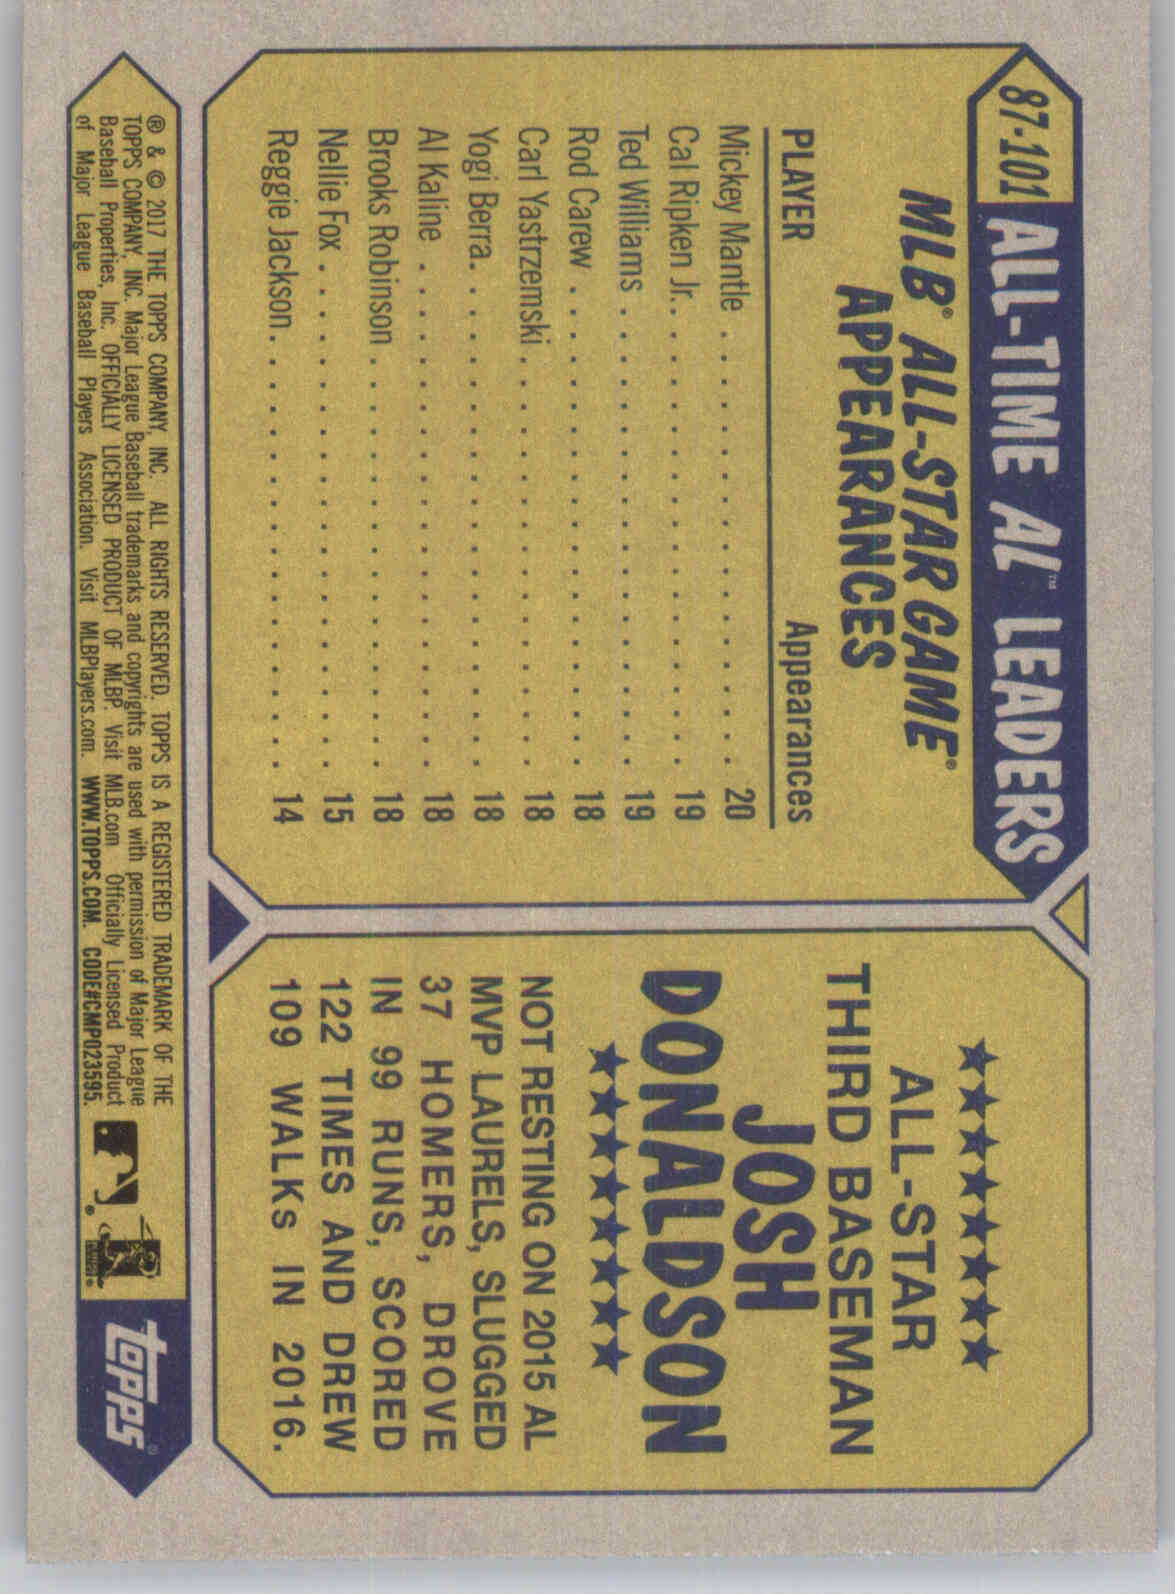 87-101
ALL-TIME AL™ LEADERS
MLB® ALL-STAR GAME®
APPEARANCES
PLAYER Appearances
Mickey Mantle . . . . . . . . . . . . . . . . . . 20
Cal Ripken Jr. . . . . . . . . . . . . . . . . . . 19
Ted Williams . . . . . . . . . . . . . . . . . . . 19
Rod Carew . . . . . . . . . . . . . . . . . . . . 18
Carl Yastrzemski . . . . . . . . . . . . . . . . 18
Yogi Berra. . . . . . . . . . . . . . . . . . . . 18
Al Kaline . . . . . . . . . . . . . . . . . . . . . 18
Brooks Robinson . . . . . . . . . . . . . . . . 18
Nellie Fox . . . . . . . . . . . . . . . . . . . . 15
Reggie Jackson. . . . . . . . . . . . . . . . . 14
ALL-STAR
THIRD BASEMAN
JOSH
DONALDSON
NOT RESTING ON 2015 AL
MVP LAURELS, SLUGGED
37 HOMERS, DROVE
IN 99 RUNS, SCORED
122 TIMES AND DREW
109 WALKS IN 2016.
® & © 2017 THE TOPPS COMPANY, INC. ALL RIGHTS RESERVED. TOPPS IS A REGISTERED TRADEMARK OF THE
TOPPS COMPANY, INC. Major League Baseball trademarks and copyrights are used with permission of Major League
Baseball Properties, Inc. OFFICIALLY LICENSED PRODUCT OF MLBP. Visit MLB.com Officially Licensed Product
of Major League Baseball Players Association. Visit MLBPlayers.com. WWW.TOPPS.COM. CODE#CMP023595.
topps®